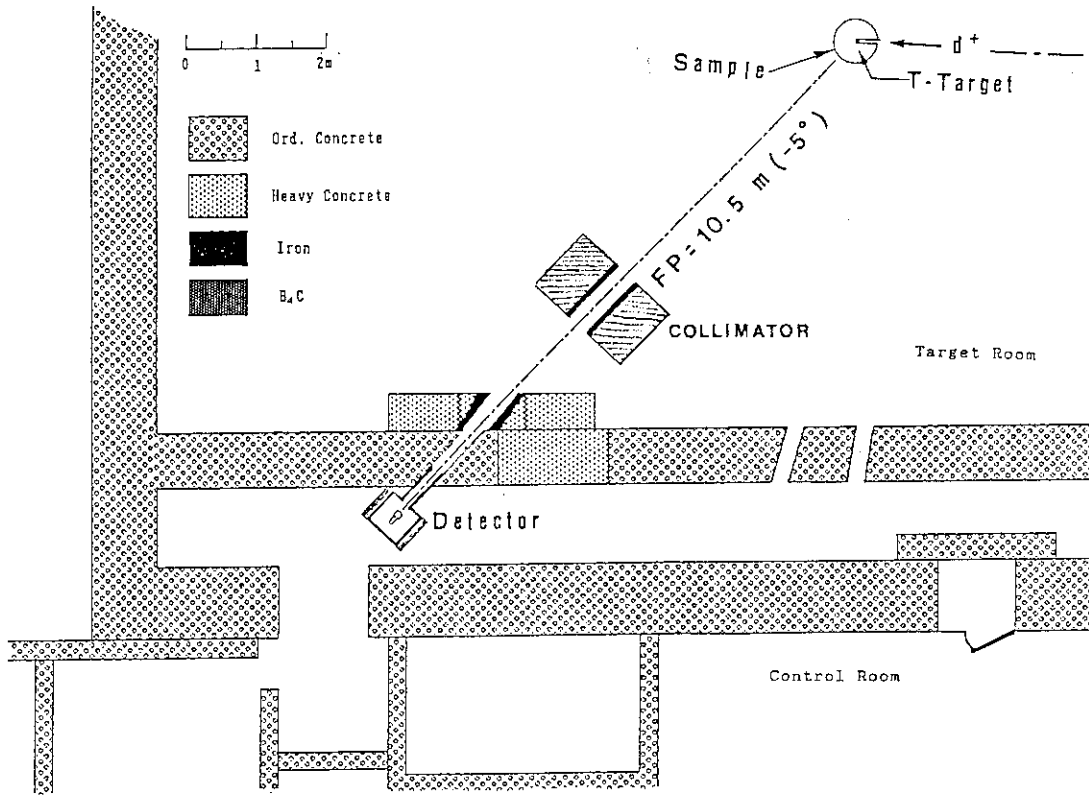 0 1 2m
Ord. Concrete
Heavy Concrete
Iron
B₄C
Sample
d⁺
T-Target
FP=10.5 m (-5°)
COLLIMATOR
Target Room
Detector
Control Room